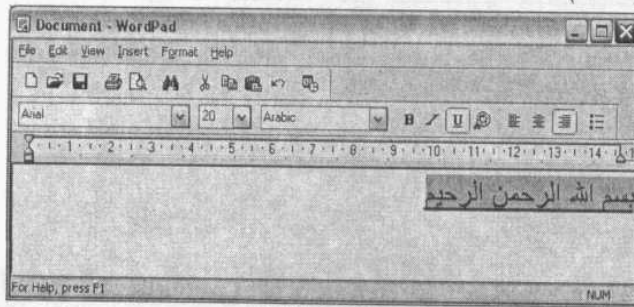 Document - WordPad
File Edit View Insert Format Help
Arial 20 Arabic B I U
1 2 3 4 5 6 7 8 9 10 11 12 13 14 1
بسم الله الرحمن الرحيم
For Help, press F1 NUM